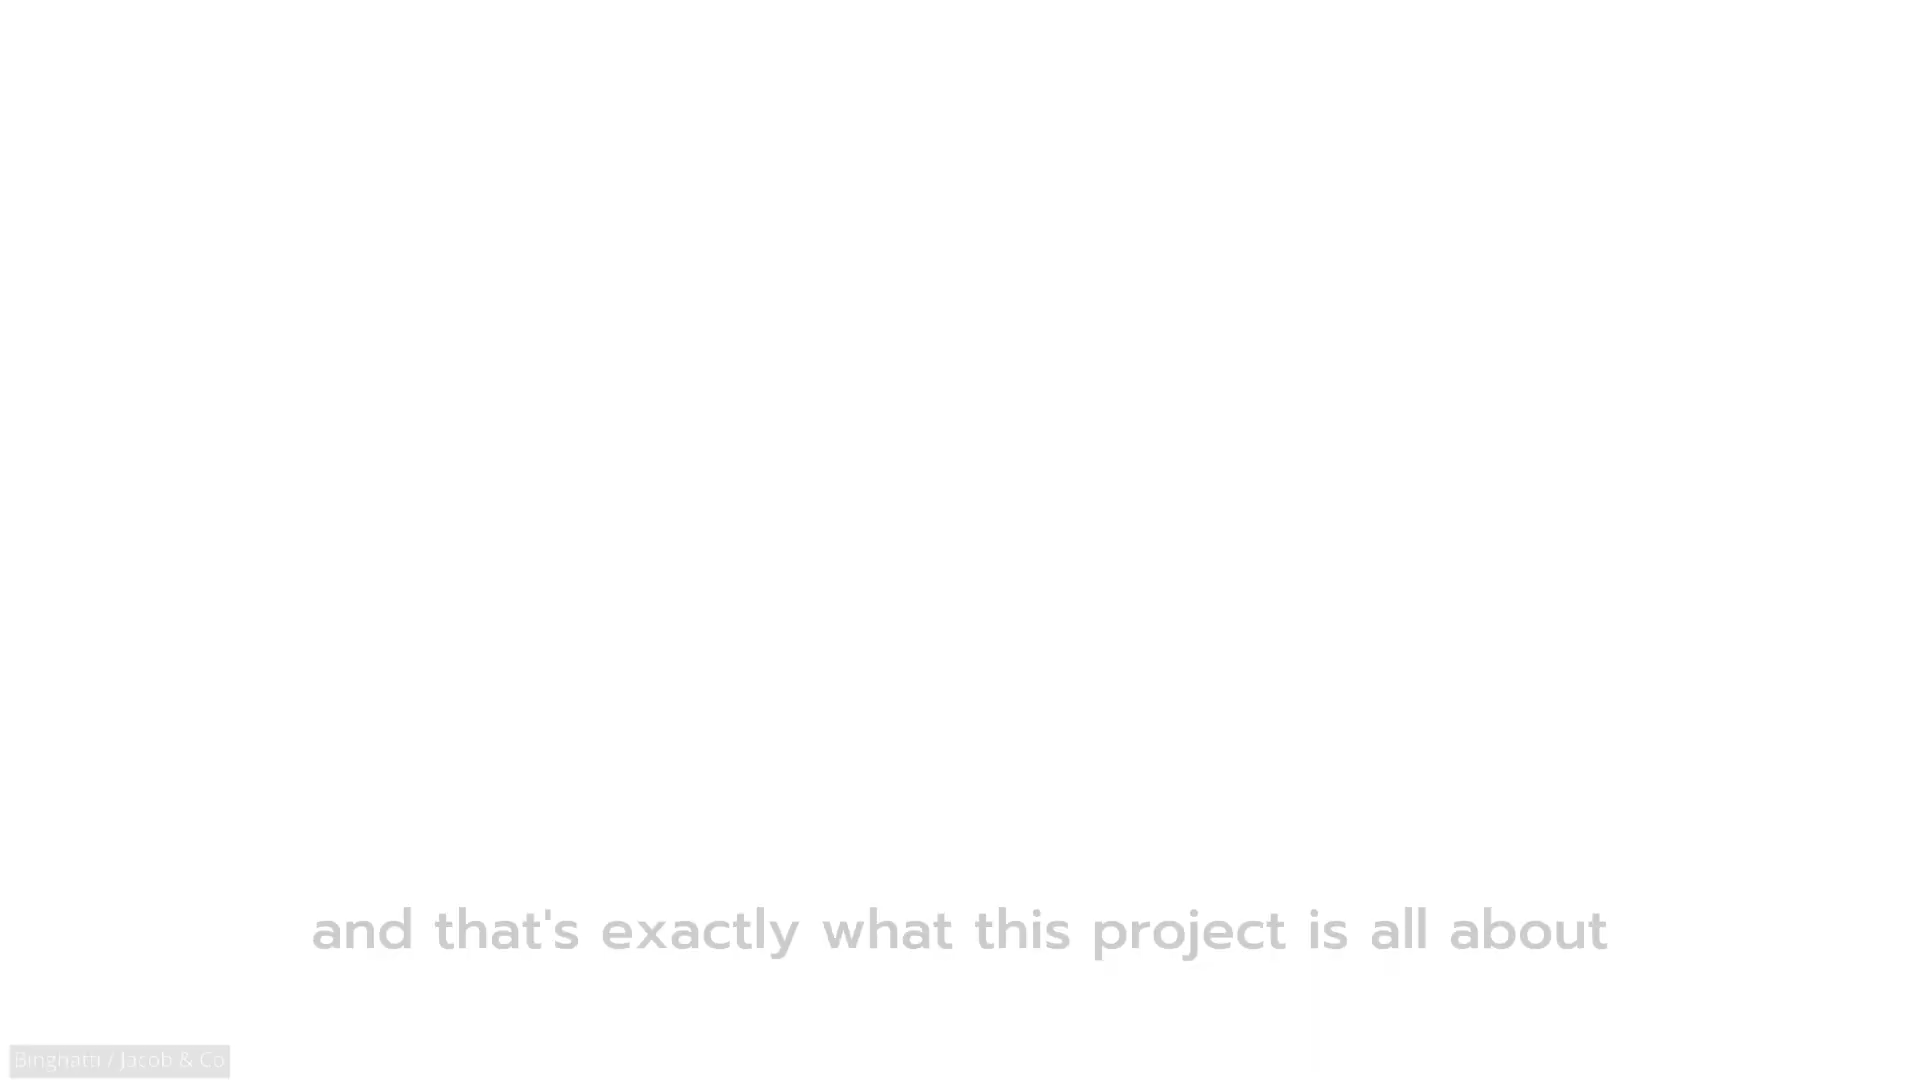 and that's exactly what this project is all about
Binghatti / Jacob & Co